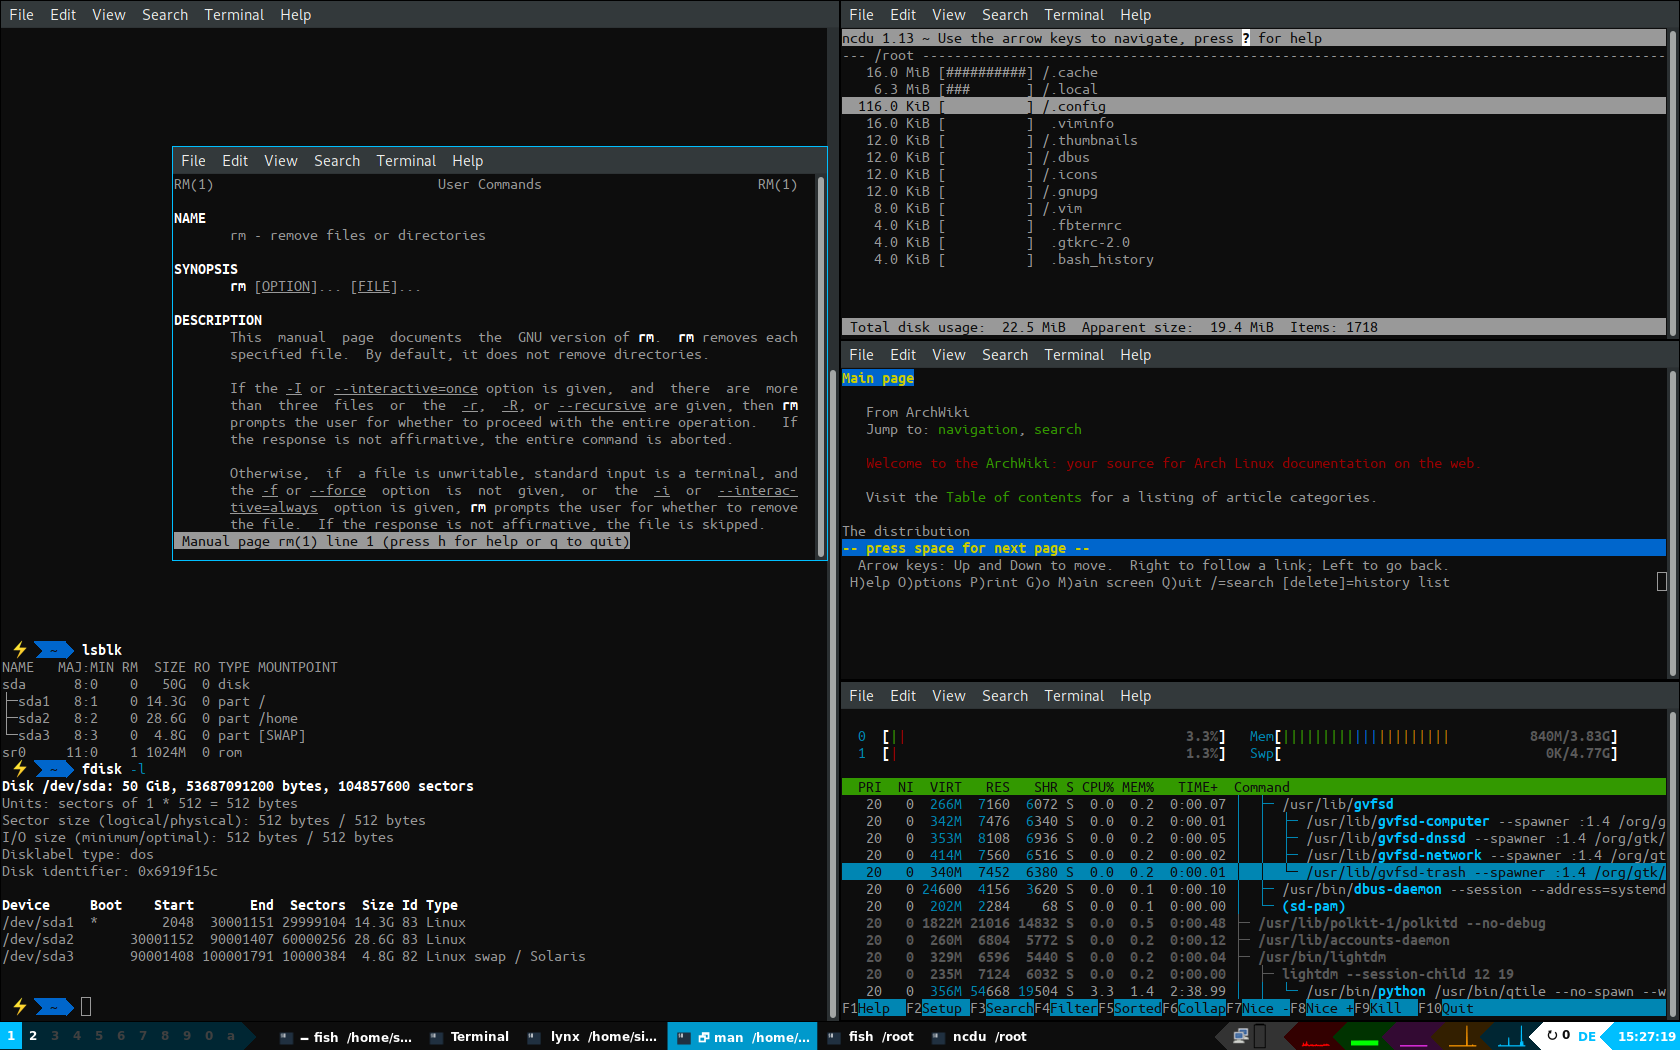 File Edit View Search Terminal Help
File Edit View Search Terminal Help
RM(1) User Commands RM(1)
NAME
rm - remove files or directories
SYNOPSIS
rm [OPTION]... [FILE]...
DESCRIPTION
This manual page documents the GNU version of rm. rm removes each
specified file. By default, it does not remove directories.
If the -I or --interactive=once option is given, and there are more
than three files or the -r, -R, or --recursive are given, then rm
prompts the user for whether to proceed with the entire operation. If
the response is not affirmative, the entire command is aborted.
Otherwise, if a file is unwritable, standard input is a terminal, and
the -f or --force option is not given, or the -i or --interac-
tive=always option is given, rm prompts the user for whether to remove
the file. If the response is not affirmative, the file is skipped.
Manual page rm(1) line 1 (press h for help or q to quit)
~ lsblk
NAME MAJ:MIN RM SIZE RO TYPE MOUNTPOINT
sda 8:0 0 50G 0 disk
├─sda1 8:1 0 14.3G 0 part /
├─sda2 8:2 0 28.6G 0 part /home
└─sda3 8:3 0 4.8G 0 part [SWAP]
sr0 11:0 1 1024M 0 rom
~ fdisk -l
Disk /dev/sda: 50 GiB, 53687091200 bytes, 104857600 sectors
Units: sectors of 1 * 512 = 512 bytes
Sector size (logical/physical): 512 bytes / 512 bytes
I/O size (minimum/optimal): 512 bytes / 512 bytes
Disklabel type: dos
Disk identifier: 0x6919f15c
Device Boot Start End Sectors Size Id Type
/dev/sda1 * 2048 30001151 29999104 14.3G 83 Linux
/dev/sda2 30001152 90001407 60000256 28.6G 83 Linux
/dev/sda3 90001408 100001791 10000384 4.8G 82 Linux swap / Solaris
~
File Edit View Search Terminal Help
ncdu 1.13 ~ Use the arrow keys to navigate, press ? for help
--- /root ---
16.0 MiB [##########] /.cache
6.3 MiB [### ] /.local
116.0 KiB [ ] /.config
16.0 KiB [ ] .viminfo
12.0 KiB [ ] /.thumbnails
12.0 KiB [ ] /.dbus
12.0 KiB [ ] /.icons
12.0 KiB [ ] /.gnupg
8.0 KiB [ ] /.vim
4.0 KiB [ ] .fbtermrc
4.0 KiB [ ] .gtkrc-2.0
4.0 KiB [ ] .bash_history
Total disk usage: 22.5 MiB Apparent size: 19.4 MiB Items: 1718
File Edit View Search Terminal Help
Main page
From ArchWiki
Jump to: navigation, search
Welcome to the ArchWiki: your source for Arch Linux documentation on the web.
Visit the Table of contents for a listing of article categories.
The distribution
-- press space for next page --
Arrow keys: Up and Down to move. Right to follow a link; Left to go back.
H)elp O)ptions P)rint G)o M)ain screen Q)uit /=search [delete]=history list
File Edit View Search Terminal Help
0 [|| 3.3%] Mem[||||||||||||||||||||| 840M/3.83G]
1 [| 1.3%] Swp[ 0K/4.77G]
PRI NI VIRT RES SHR S CPU% MEM% TIME+ Command
20 0 266M 7160 6072 S 0.0 0.2 0:00.07 ├─ /usr/lib/gvfsd
20 0 342M 7476 6340 S 0.0 0.2 0:00.01 ├─ /usr/lib/gvfsd-computer --spawner :1.4 /org/g
20 0 353M 8108 6936 S 0.0 0.2 0:00.05 ├─ /usr/lib/gvfsd-dnssd --spawner :1.4 /org/gtk/
20 0 414M 7560 6516 S 0.0 0.2 0:00.02 ├─ /usr/lib/gvfsd-network --spawner :1.4 /org/gt
20 0 340M 7452 6380 S 0.0 0.2 0:00.01 └─ /usr/lib/gvfsd-trash --spawner :1.4 /org/gtk/
20 0 24600 4156 3620 S 0.0 0.1 0:00.10 ├─ /usr/bin/dbus-daemon --session --address=systemd
20 0 202M 2284 68 S 0.0 0.1 0:00.00 └─ (sd-pam)
20 0 1822M 21016 14832 S 0.0 0.5 0:00.48 ├─ /usr/lib/polkit-1/polkitd --no-debug
20 0 260M 6804 5772 S 0.0 0.2 0:00.12 ├─ /usr/lib/accounts-daemon
20 0 329M 6596 5440 S 0.0 0.2 0:00.04 ├─ /usr/bin/lightdm
20 0 235M 7124 6032 S 0.0 0.2 0:00.00 ├─ lightdm --session-child 12 19
20 0 356M 54668 19504 S 3.3 1.4 2:38.99 └─ /usr/bin/python /usr/bin/qtile --no-spawn --w
F1Help F2Setup F3SearchF4FilterF5SortedF6CollapF7Nice -F8Nice +F9Kill F10Quit
1 2 3 4 5 6 7 8 9 0 a – fish /home/s... Terminal lynx /home/si... man /home/... fish /root ncdu /root ↻ 0 DE 15:27:19